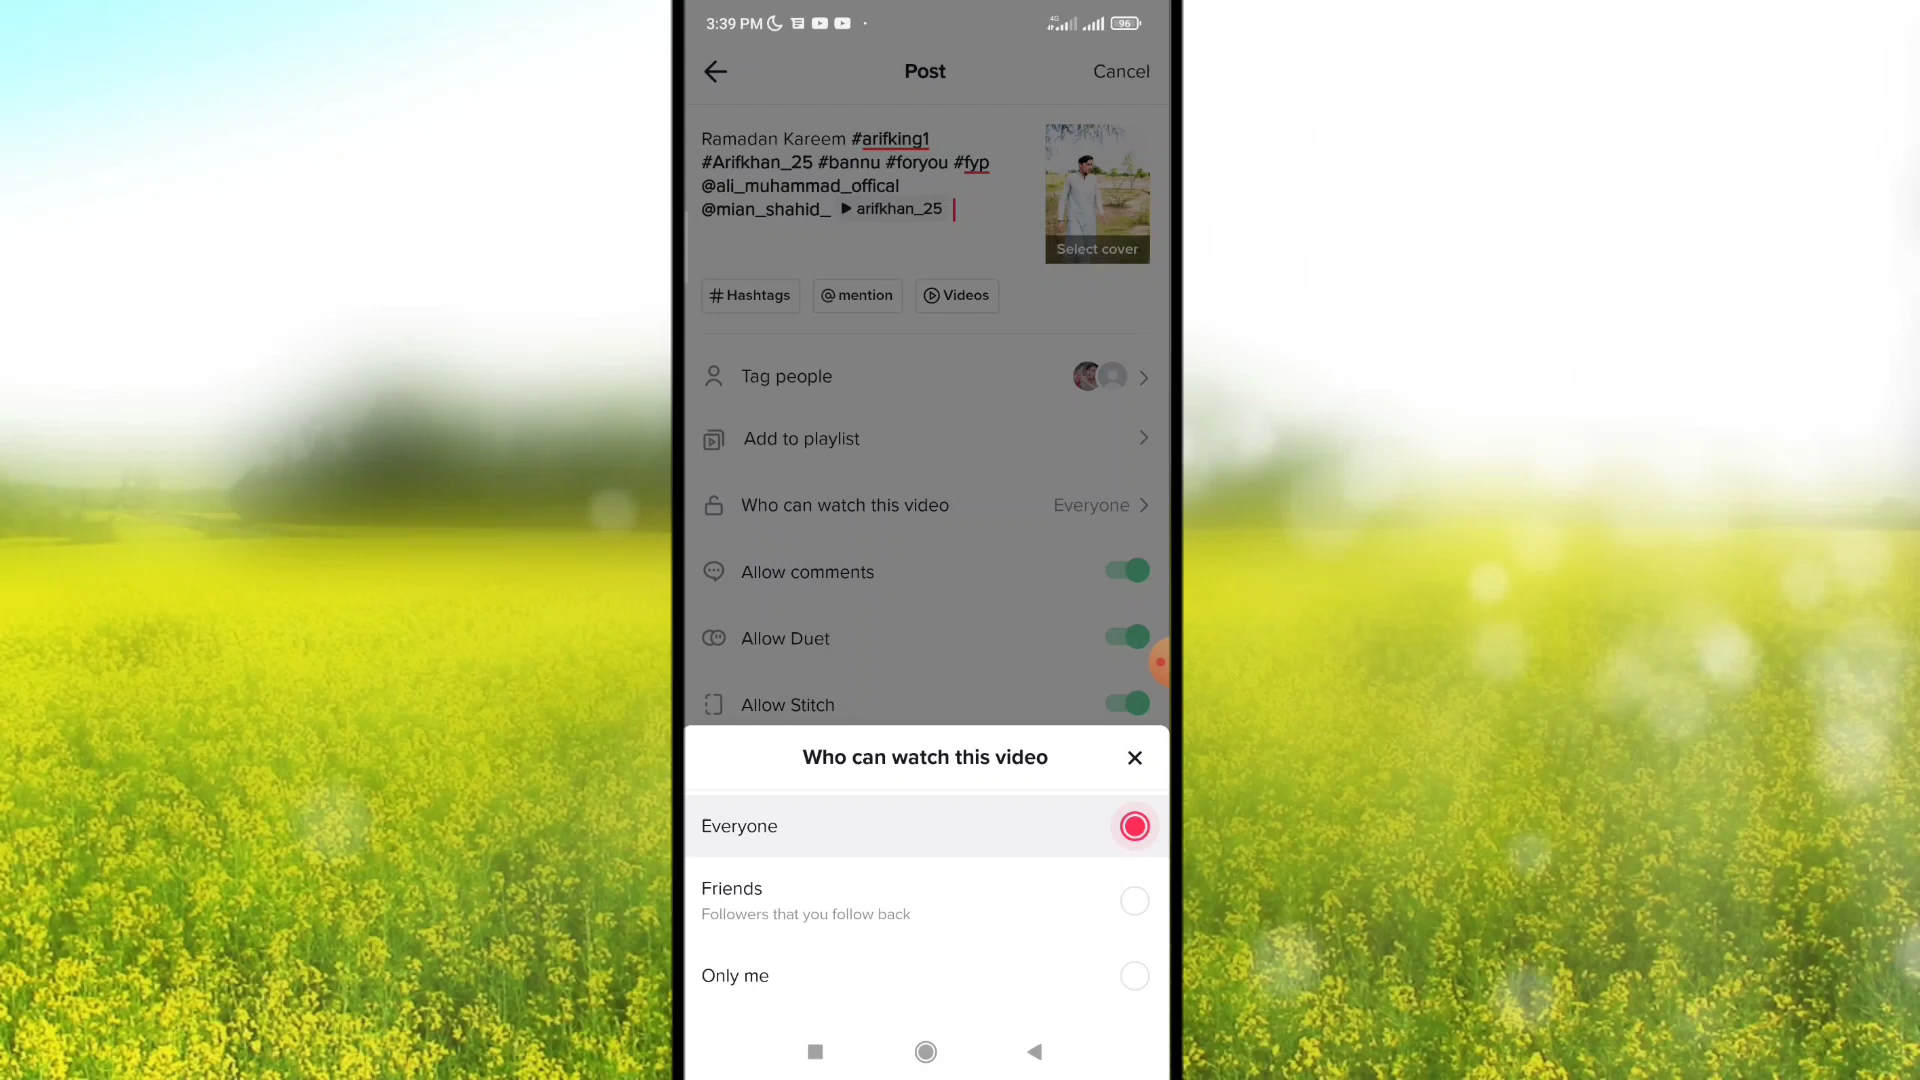 3:39 PM
4G
96
Post
Cancel
Ramadan Kareem #arifking1
#Arifkhan_25 #bannu #foryou #fyp
@ali_muhammad_offical
@mian_shahid_ arifkhan_25
Select cover
# Hashtags
@ mention
Videos
Tag people
Add to playlist
Who can watch this video
Everyone
Allow comments
Allow Duet
Allow Stitch
Who can watch this video
Everyone
Friends
Followers that you follow back
Only me